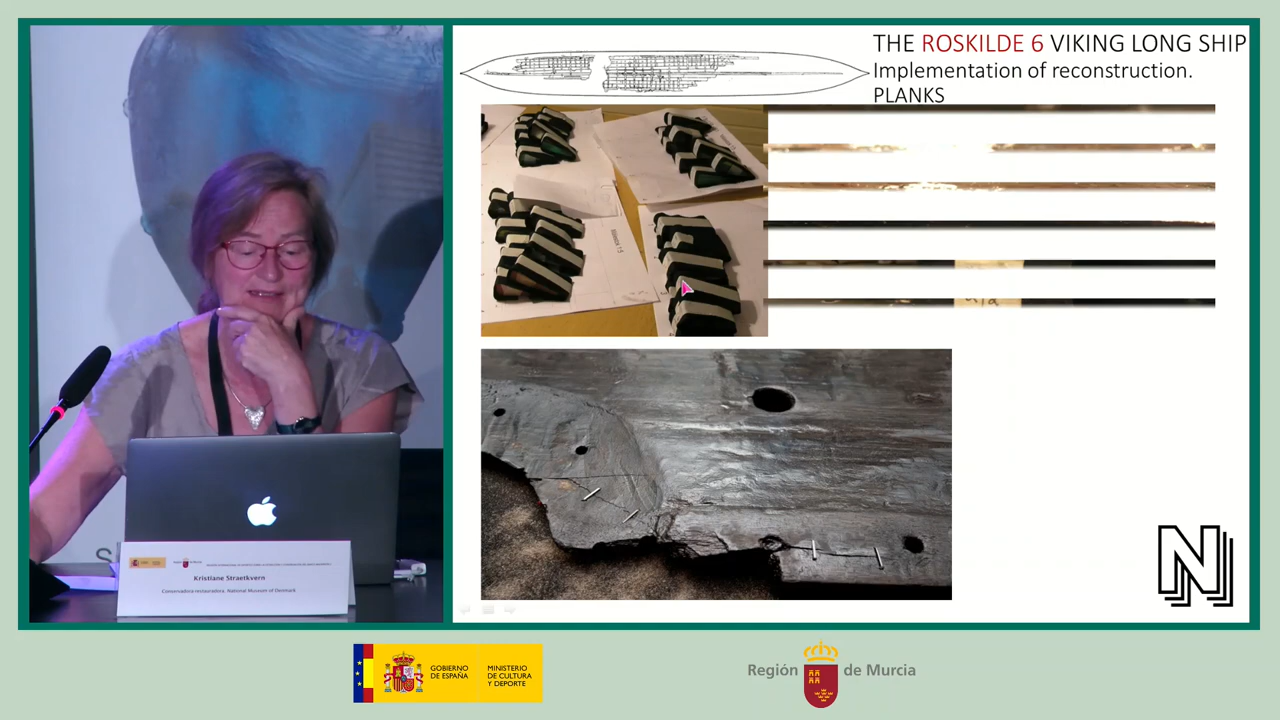 THE ROSKILDE 6 VIKING LONG SHIP
Implementation of reconstruction.
PLANKS
N
Kristiane Straetkvern
Conservadora-restauradora. National Museum of Denmark
GOBIERNO
DE ESPAÑA
MINISTERIO
DE CULTURA
Y DEPORTE
Región de Murcia